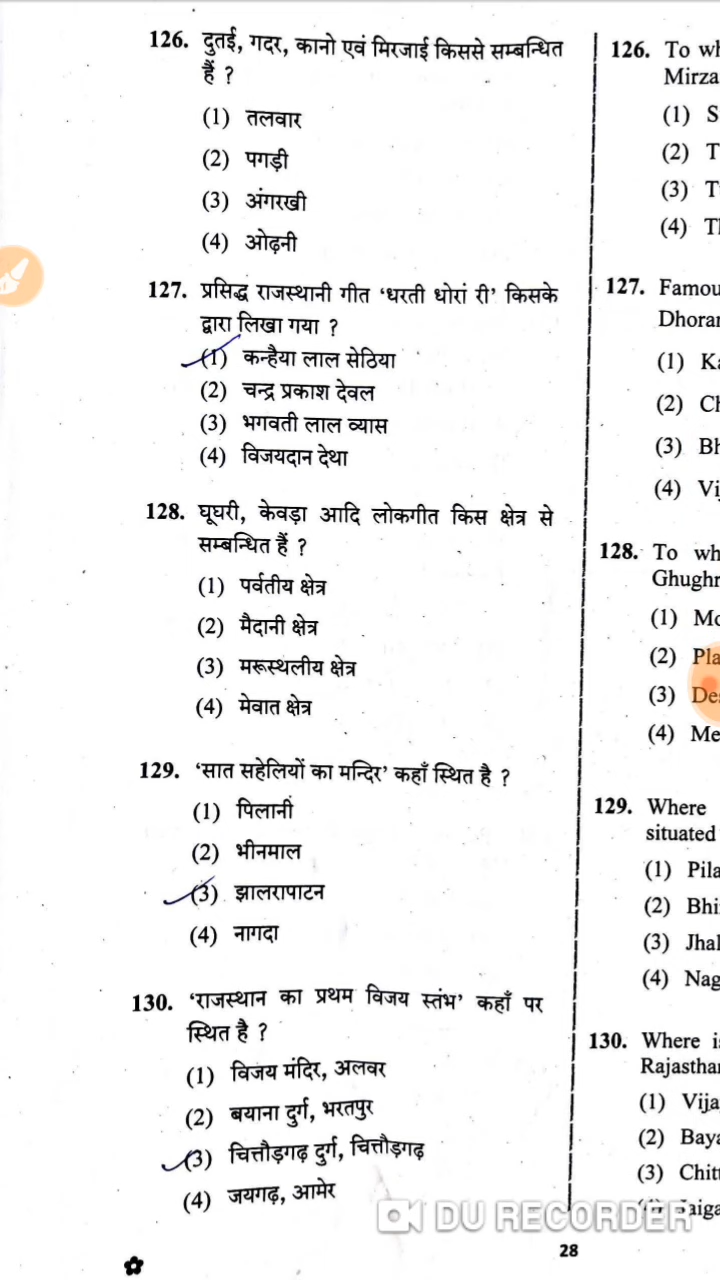 126. दुतई, गदर, कानो एवं मिरजाई किससे सम्बन्धित
हैं ?
(1) तलवार
(2) पगड़ी
(3) अंगरखी
(4) ओढ़नी
127. प्रसिद्ध राजस्थानी गीत ‘धरती धोरां री’ किसके
द्वारा लिखा गया ?
(1) कन्हैया लाल सेठिया
(2) चन्द्र प्रकाश देवल
(3) भगवती लाल व्यास
(4) विजयदान देथा
128. घूघरी, केवड़ा आदि लोकगीत किस क्षेत्र से
सम्बन्धित हैं ?
(1) पर्वतीय क्षेत्र
(2) मैदानी क्षेत्र
(3) मरूस्थलीय क्षेत्र
(4) मेवात क्षेत्र
129. ‘सात सहेलियों का मन्दिर’ कहाँ स्थित है ?
(1) पिलानी
(2) भीनमाल
(3) झालरापाटन
(4) नागदा
130. ‘राजस्थान का प्रथम विजय स्तंभ’ कहाँ पर
स्थित है ?
(1) विजय मंदिर, अलवर
(2) बयाना दुर्ग, भरतपुर
(3) चित्तौड़गढ़ दुर्ग, चित्तौड़गढ़
(4) जयगढ़, आमेर
126. To wh
Mirza
(1) S
(2) T
(3) T
(4) Tl
127. Famou
Dhoran
(1) Ka
(2) Ch
(3) Bh
(4) Vij
128. To wh
Ghughr
(1) Mo
(2) Pla
(3) Des
(4) Me
129. Where
situated
(1) Pila
(2) Bhi
(3) Jhal
(4) Nag
130. Where is
Rajasthan
(1) Vija
(2) Baya
(3) Chitt
(4) Jaiga
DU RECORDER
28